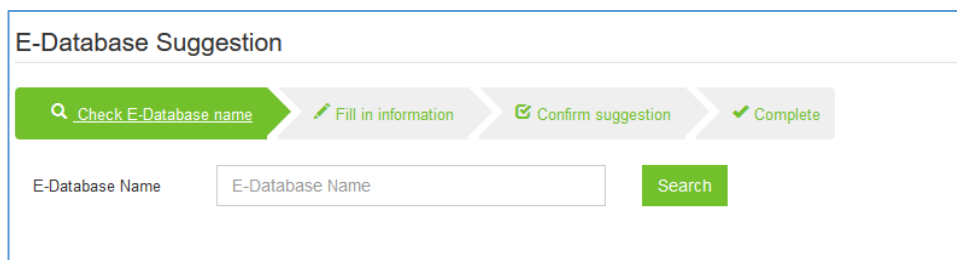 E-Database Suggestion
Check E-Database name Fill in information Confirm suggestion Complete
E-Database Name E-Database Name Search